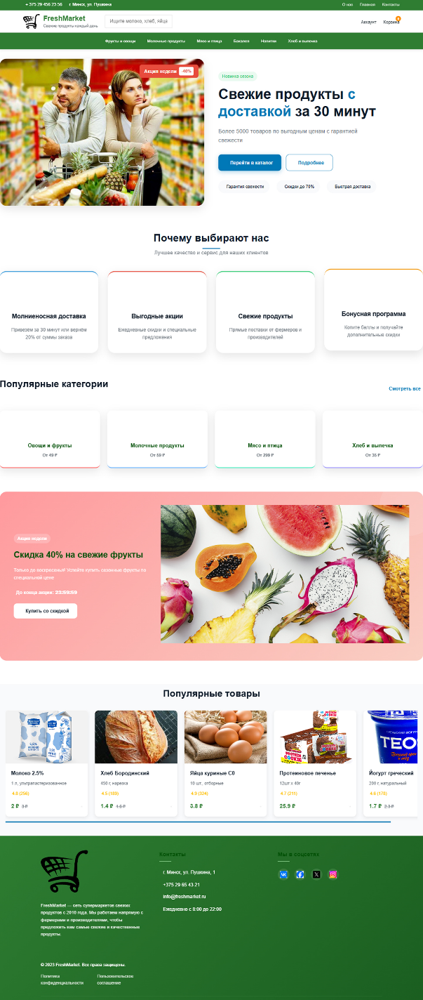 + 375 29 456 23 56 г. Минск, ул. Пушкина О нас Главная Контакты
FreshMarket
Свежие продукты каждый день
Ищите молоко, хлеб, яйца
Аккаунт Корзина
Фрукты и овощи Молочные продукты Мясо и птица Бакалея Напитки Хлеб и выпечка
Акция недели -40%
Новинка сезона
Свежие продукты с
доставкой за 30 минут
Более 5000 товаров по выгодным ценам с гарантией
свежести
Перейти в каталог Подробнее
Гарантия свежести Скидки до 70% Быстрая доставка
Почему выбирают нас
Лучшее качество и сервис для наших клиентов
Молниеносная доставка
Привезём за 30 минут или вернём
20% от суммы заказа
Выгодные акции
Ежедневные скидки и специальные
предложения
Свежие продукты
Прямые поставки от фермеров и
производителей
Бонусная программа
Копите баллы и получайте
дополнительные скидки
Популярные категории
Смотреть все
Овощи и фрукты
От 49 ₽
Молочные продукты
От 59 ₽
Мясо и птица
От 299 ₽
Хлеб и выпечка
От 35 ₽
Акция недели
Скидка 40% на свежие фрукты
Только до воскресенья! Успейте купить сезонные фрукты по
специальной цене
До конца акции: 23:59:59
Купить со скидкой
Популярные товары
Молоко 2.5%
1 л, ультрапастеризованное
4.8 (256)
2 ₽ 3 ₽
Хлеб Бородинский
450 г, нарезка
4.5 (189)
1.4 ₽ 1.6 ₽
Яйца куриные С0
10 шт., отборные
4.9 (324)
3.8 ₽
PROTEIN
COOKIE
Протеиновое печенье
12шт x 40г
4.7 (211)
25.9 ₽
ТЕО
Йогурт греческий
200 г, натуральный
4.6 (178)
1.7 ₽ 2.3 ₽
FreshMarket — сеть супермаркетов свежих
продуктов с 2010 года. Мы работаем напрямую с
фермерами и производителями, чтобы
предложить вам самые свежие и качественные
продукты.
Контакты
г. Минск, ул. Пушкина, 1
+375 29 65 43 21
info@freshmarket.ru
Ежедневно с 8:00 до 22:00
Мы в соцсетях
© 2023 FreshMarket. Все права защищены.
Политика
конфиденциальности
Пользовательское
соглашение